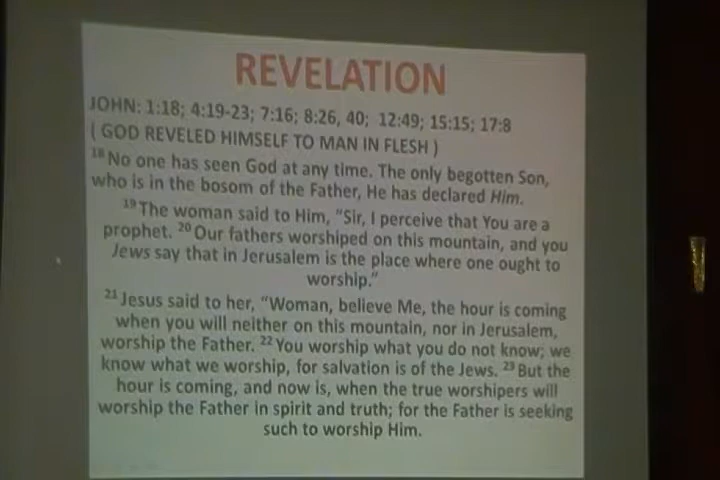 REVELATION
JOHN: 1:18; 4:19-23; 7:16; 8:26, 40; 12:49; 15:15; 17:8
( GOD REVELED HIMSELF TO MAN IN FLESH )
18 No one has seen God at any time. The only begotten Son,
who is in the bosom of the Father, He has declared Him.
19 The woman said to Him, “Sir, I perceive that You are a
prophet. 20 Our fathers worshiped on this mountain, and you
Jews say that in Jerusalem is the place where one ought to
worship.”
21 Jesus said to her, “Woman, believe Me, the hour is coming
when you will neither on this mountain, nor in Jerusalem,
worship the Father. 22 You worship what you do not know; we
know what we worship, for salvation is of the Jews. 23 But the
hour is coming, and now is, when the true worshipers will
worship the Father in spirit and truth; for the Father is seeking
such to worship Him.